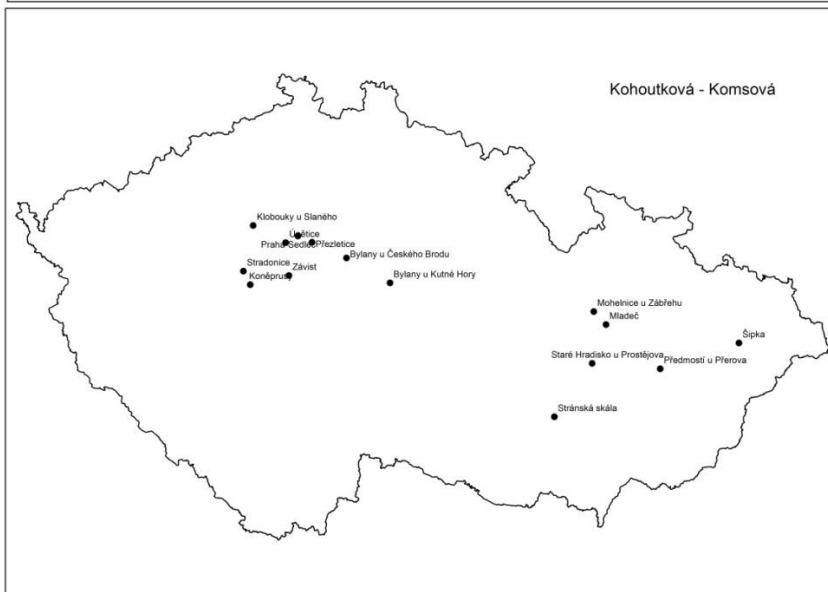 Kohoutková - Komsová
Klobouky u Slaného
Únětice
Praha Sedlec
Přezletice
Bylany u Českého Brodu
Stradonice
Závist
Koněprusy
Bylany u Kutné Hory
Mohelnice u Zábřehu
Mladeč
Šipka
Staré Hradisko u Prostějova
Předmostí u Přerova
Stránská skála